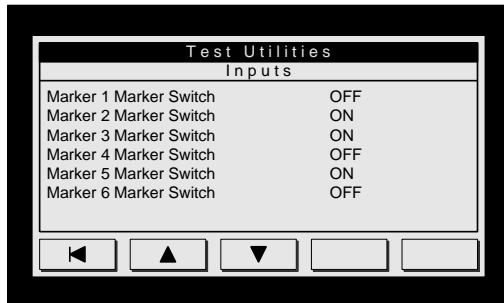 Test Utilities
Inputs
Marker 1 Marker Switch OFF
Marker 2 Marker Switch ON
Marker 3 Marker Switch ON
Marker 4 Marker Switch OFF
Marker 5 Marker Switch ON
Marker 6 Marker Switch OFF